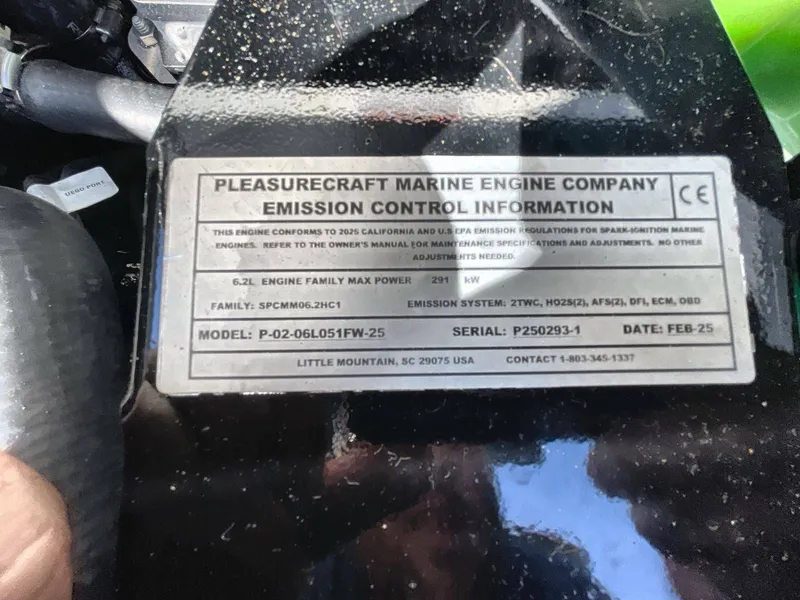 UEGO PORT
PLEASURECRAFT MARINE ENGINE COMPANY
EMISSION CONTROL INFORMATION
CE
THIS ENGINE CONFORMS TO 2025 CALIFORNIA AND U.S EPA EMISSION REGULATIONS FOR SPARK-IGNITION MARINE
ENGINES. REFER TO THE OWNER'S MANUAL FOR MAINTENANCE SPECIFICATIONS AND ADJUSTMENTS. NO OTHER
ADJUSTMENTS NEEDED.
6.2L ENGINE FAMILY MAX POWER 291 kW
FAMILY: SPCMM06.2HC1 EMISSION SYSTEM: 2TWC, HO2S(2), AFS(2), DFI, ECM, OBD
MODEL: P-02-06L051FW-25 SERIAL: P250293-1 DATE: FEB-25
LITTLE MOUNTAIN, SC 29075 USA CONTACT 1-803-345-1337